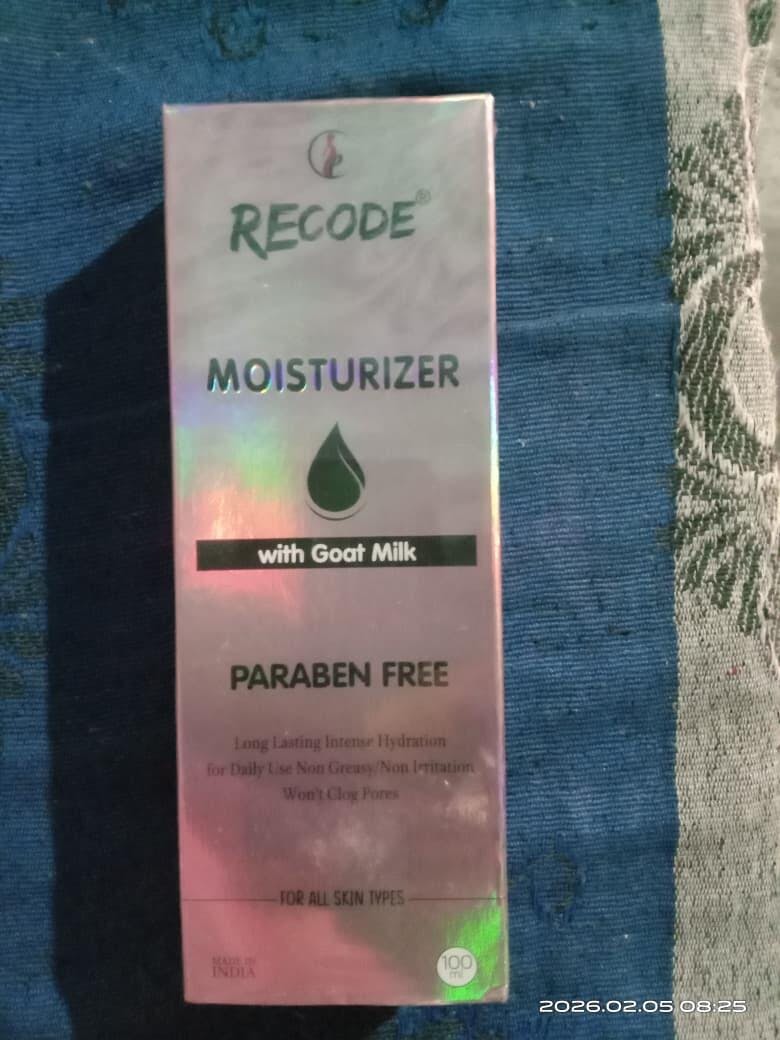 RECODE®
MOISTURIZER
with Goat Milk
PARABEN FREE
Long Lasting Intense Hydration
for Daily Use Non Greasy/Non Irritation
Won't Clog Pores
FOR ALL SKIN TYPES
MADE IN
INDIA
100
ml
2026.02.05 08:25